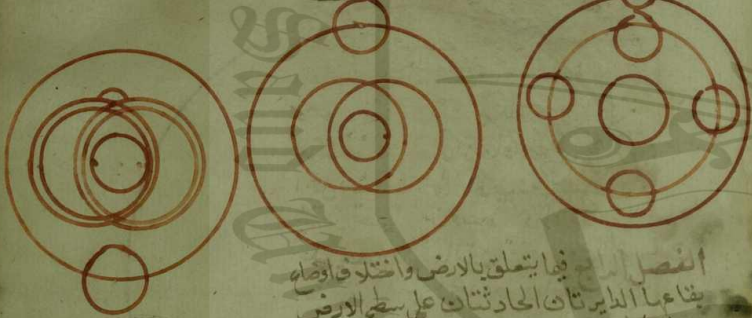 الفصل الرابع فيما يتعلق بالارض واختلاف اوضاع
بقاعها الدايرتان الحادثتان على سطح الارض